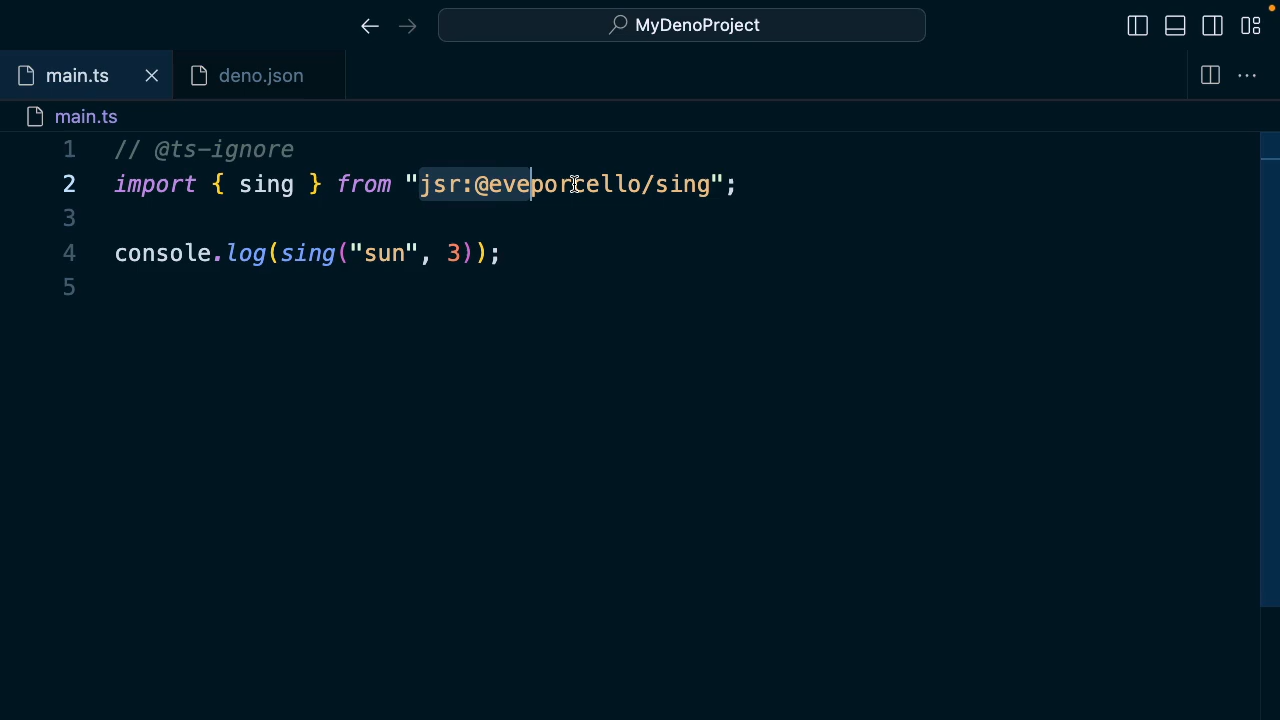 MyDenoProject
main.ts
deno.json
main.ts
1 // @ts-ignore
2 import { sing } from "jsr:@eveporcello/sing";
3
4 console.log(sing("sun", 3));
5